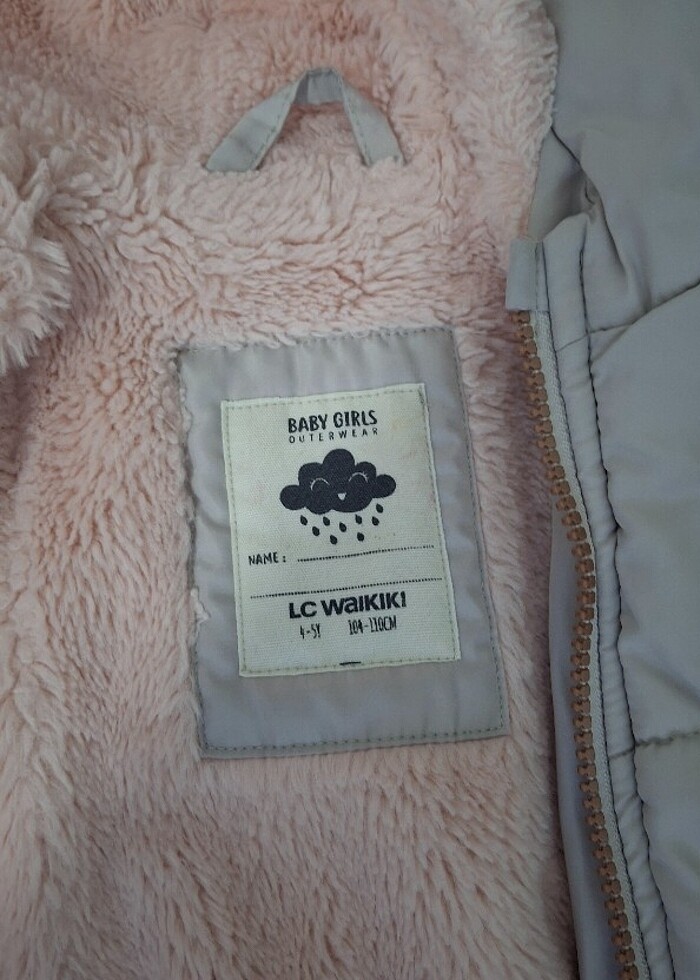 BABY GIRLS
OUTERWEAR
NAME :
LC WAIKIKI
4-5Y 104-110CM